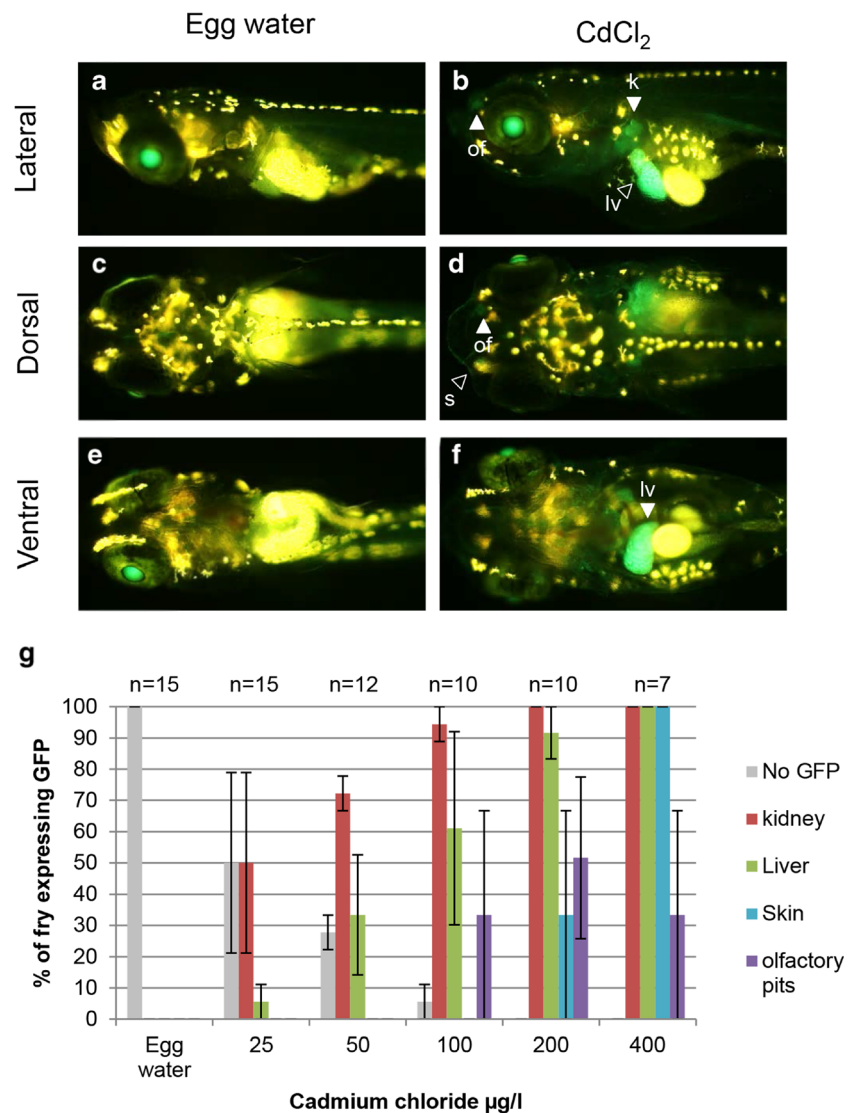 Egg water
CdCl₂
Lateral
a
b
k
of
lv
Dorsal
c
d
of
s
Ventral
e
f
lv
g
n=15
n=15
n=12
n=10
n=10
n=7
% of fry expressing GFP
100
90
80
70
60
50
40
30
20
10
0
Egg water
25
50
100
200
400
Cadmium chloride µg/l
No GFP
kidney
Liver
Skin
olfactory
pits